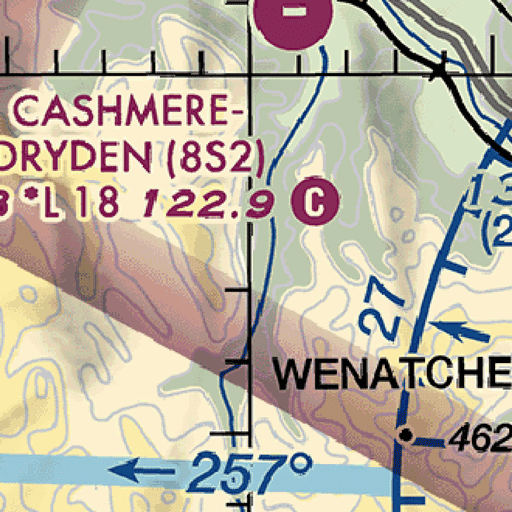 CASHMERE-
DRYDEN (8S2)
*L 18 122.9 C
27
WENATCHE
462
257°